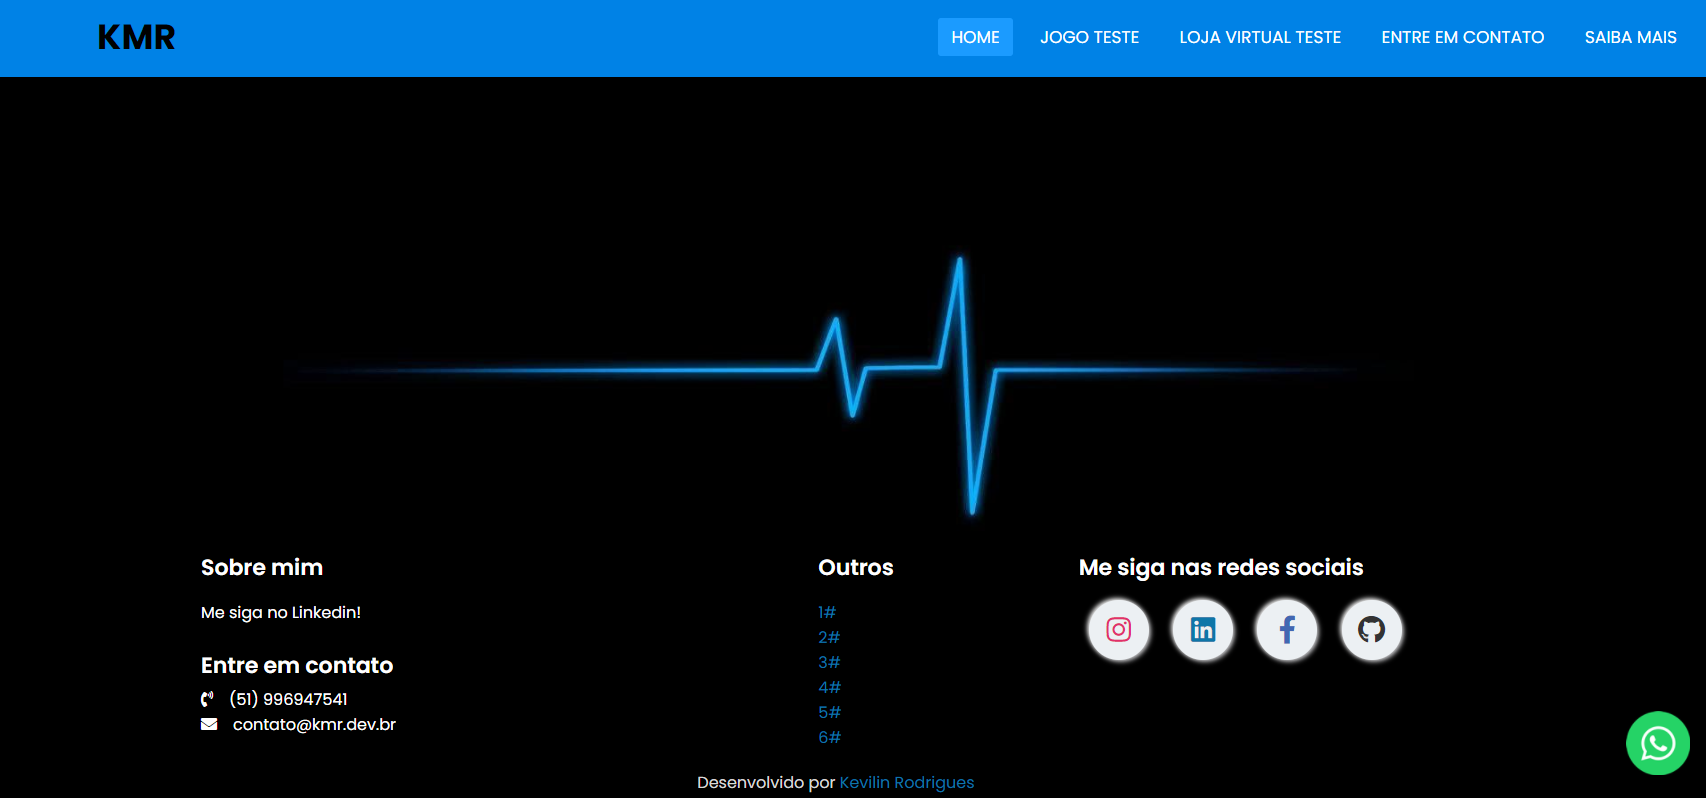 KMR
HOME
JOGO TESTE
LOJA VIRTUAL TESTE
ENTRE EM CONTATO
SAIBA MAIS
Sobre mim
Me siga no Linkedin!
Entre em contato
(51) 996947541
contato@kmr.dev.br
Outros
1#
2#
3#
4#
5#
6#
Me siga nas redes sociais
in
f
Desenvolvido por Kevilin Rodrigues